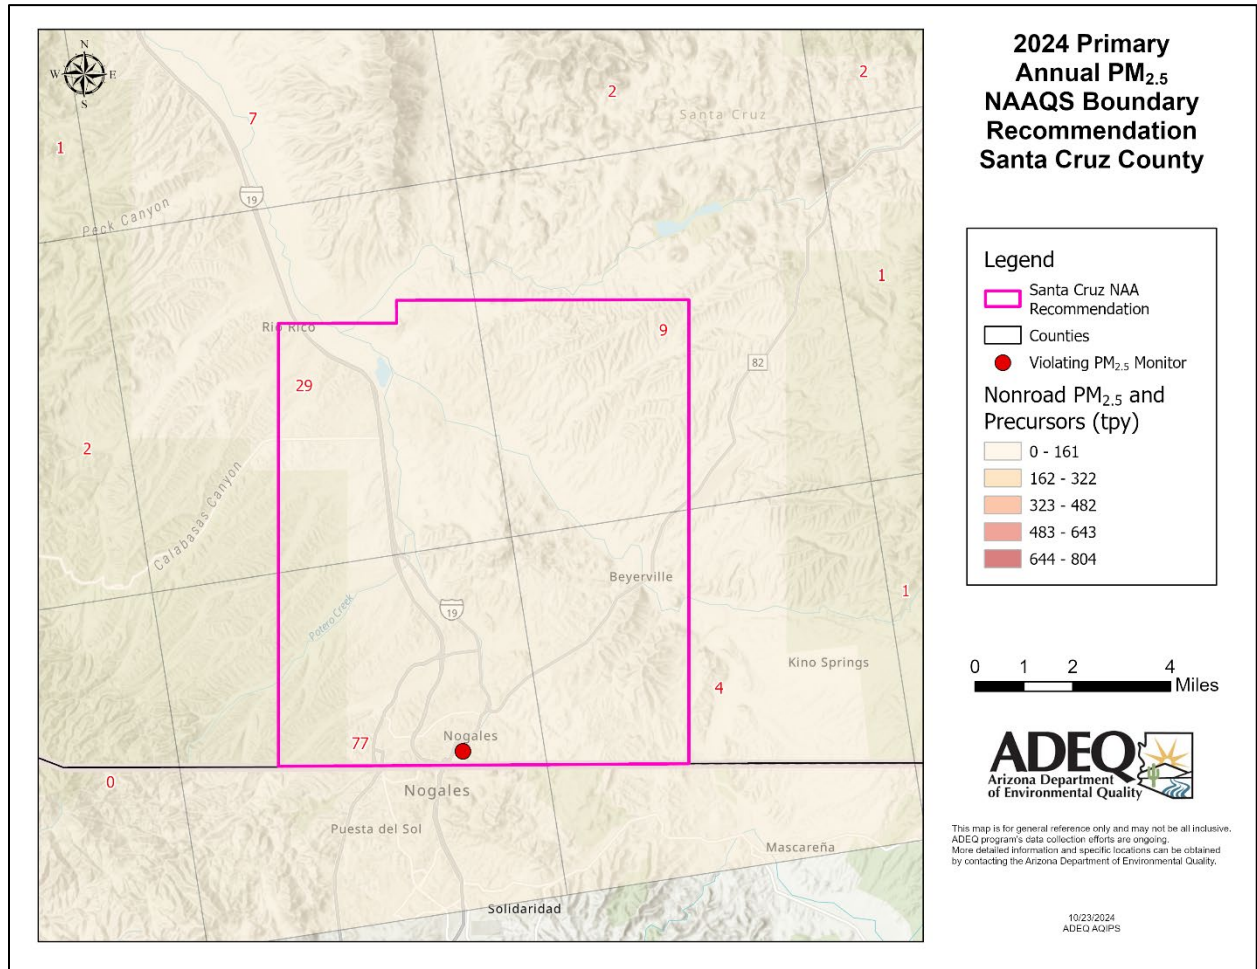 2024 Primary
Annual PM2.5
NAAQS Boundary
Recommendation
Santa Cruz County
N
W E
S
7
2
2
Santa Cruz
1
19
Peck Canyon
1
Rio Rico
9
29
82
2
Calabasas Canyon
Beyerville
1
Potero Creek
19
Kino Springs
4
77
Nogales
0
Nogales
Puesta del Sol
Mascareña
Solidaridad
Legend
Santa Cruz NAA
Recommendation
Counties
Violating PM2.5 Monitor
Nonroad PM2.5 and
Precursors (tpy)
0 - 161
162 - 322
323 - 482
483 - 643
644 - 804
0 1 2 4
Miles
ADEQ
Arizona Department
of Environmental Quality
This map is for general reference only and may not be all inclusive.
ADEQ program's data collection efforts are ongoing.
More detailed information and specific locations can be obtained
by contacting the Arizona Department of Environmental Quality.
10/23/2024
ADEQ AQIPS